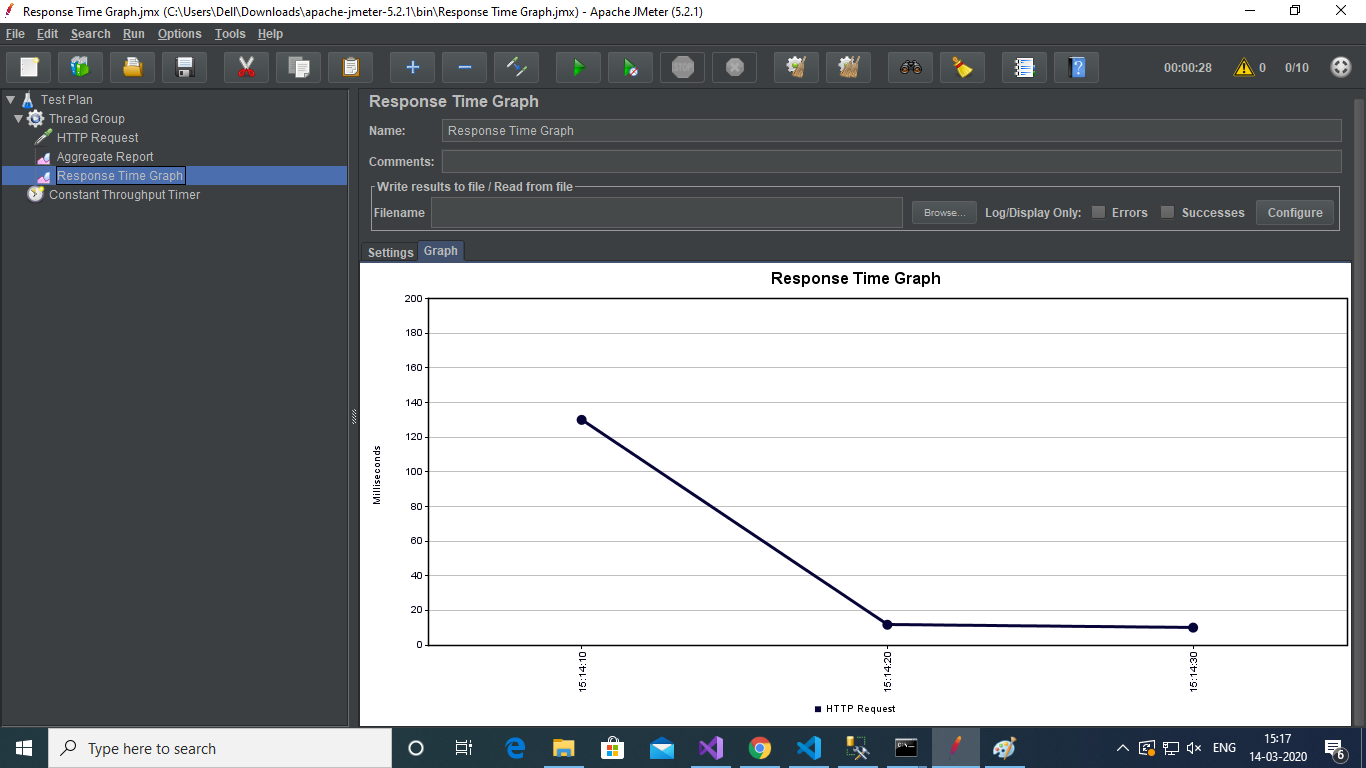 Response Time Graph.jmx (C:\Users\Dell\Downloads\apache-jmeter-5.2.1\bin\Response Time Graph.jmx) - Apache JMeter (5.2.1)
File Edit Search Run Options Tools Help
STOP 00:00:28 0 0/10
Test Plan
Thread Group
HTTP Request
Aggregate Report
Response Time Graph
Constant Throughput Timer
Response Time Graph
Name: Response Time Graph
Comments:
Write results to file / Read from file
Filename Browse... Log/Display Only: Errors Successes Configure
Settings Graph
Response Time Graph
Milliseconds
200
180
160
140
120
100
80
60
40
20
0
15:14:10 15:14:20 15:14:30
HTTP Request
Type here to search
ENG 15:17
14-03-2020
6